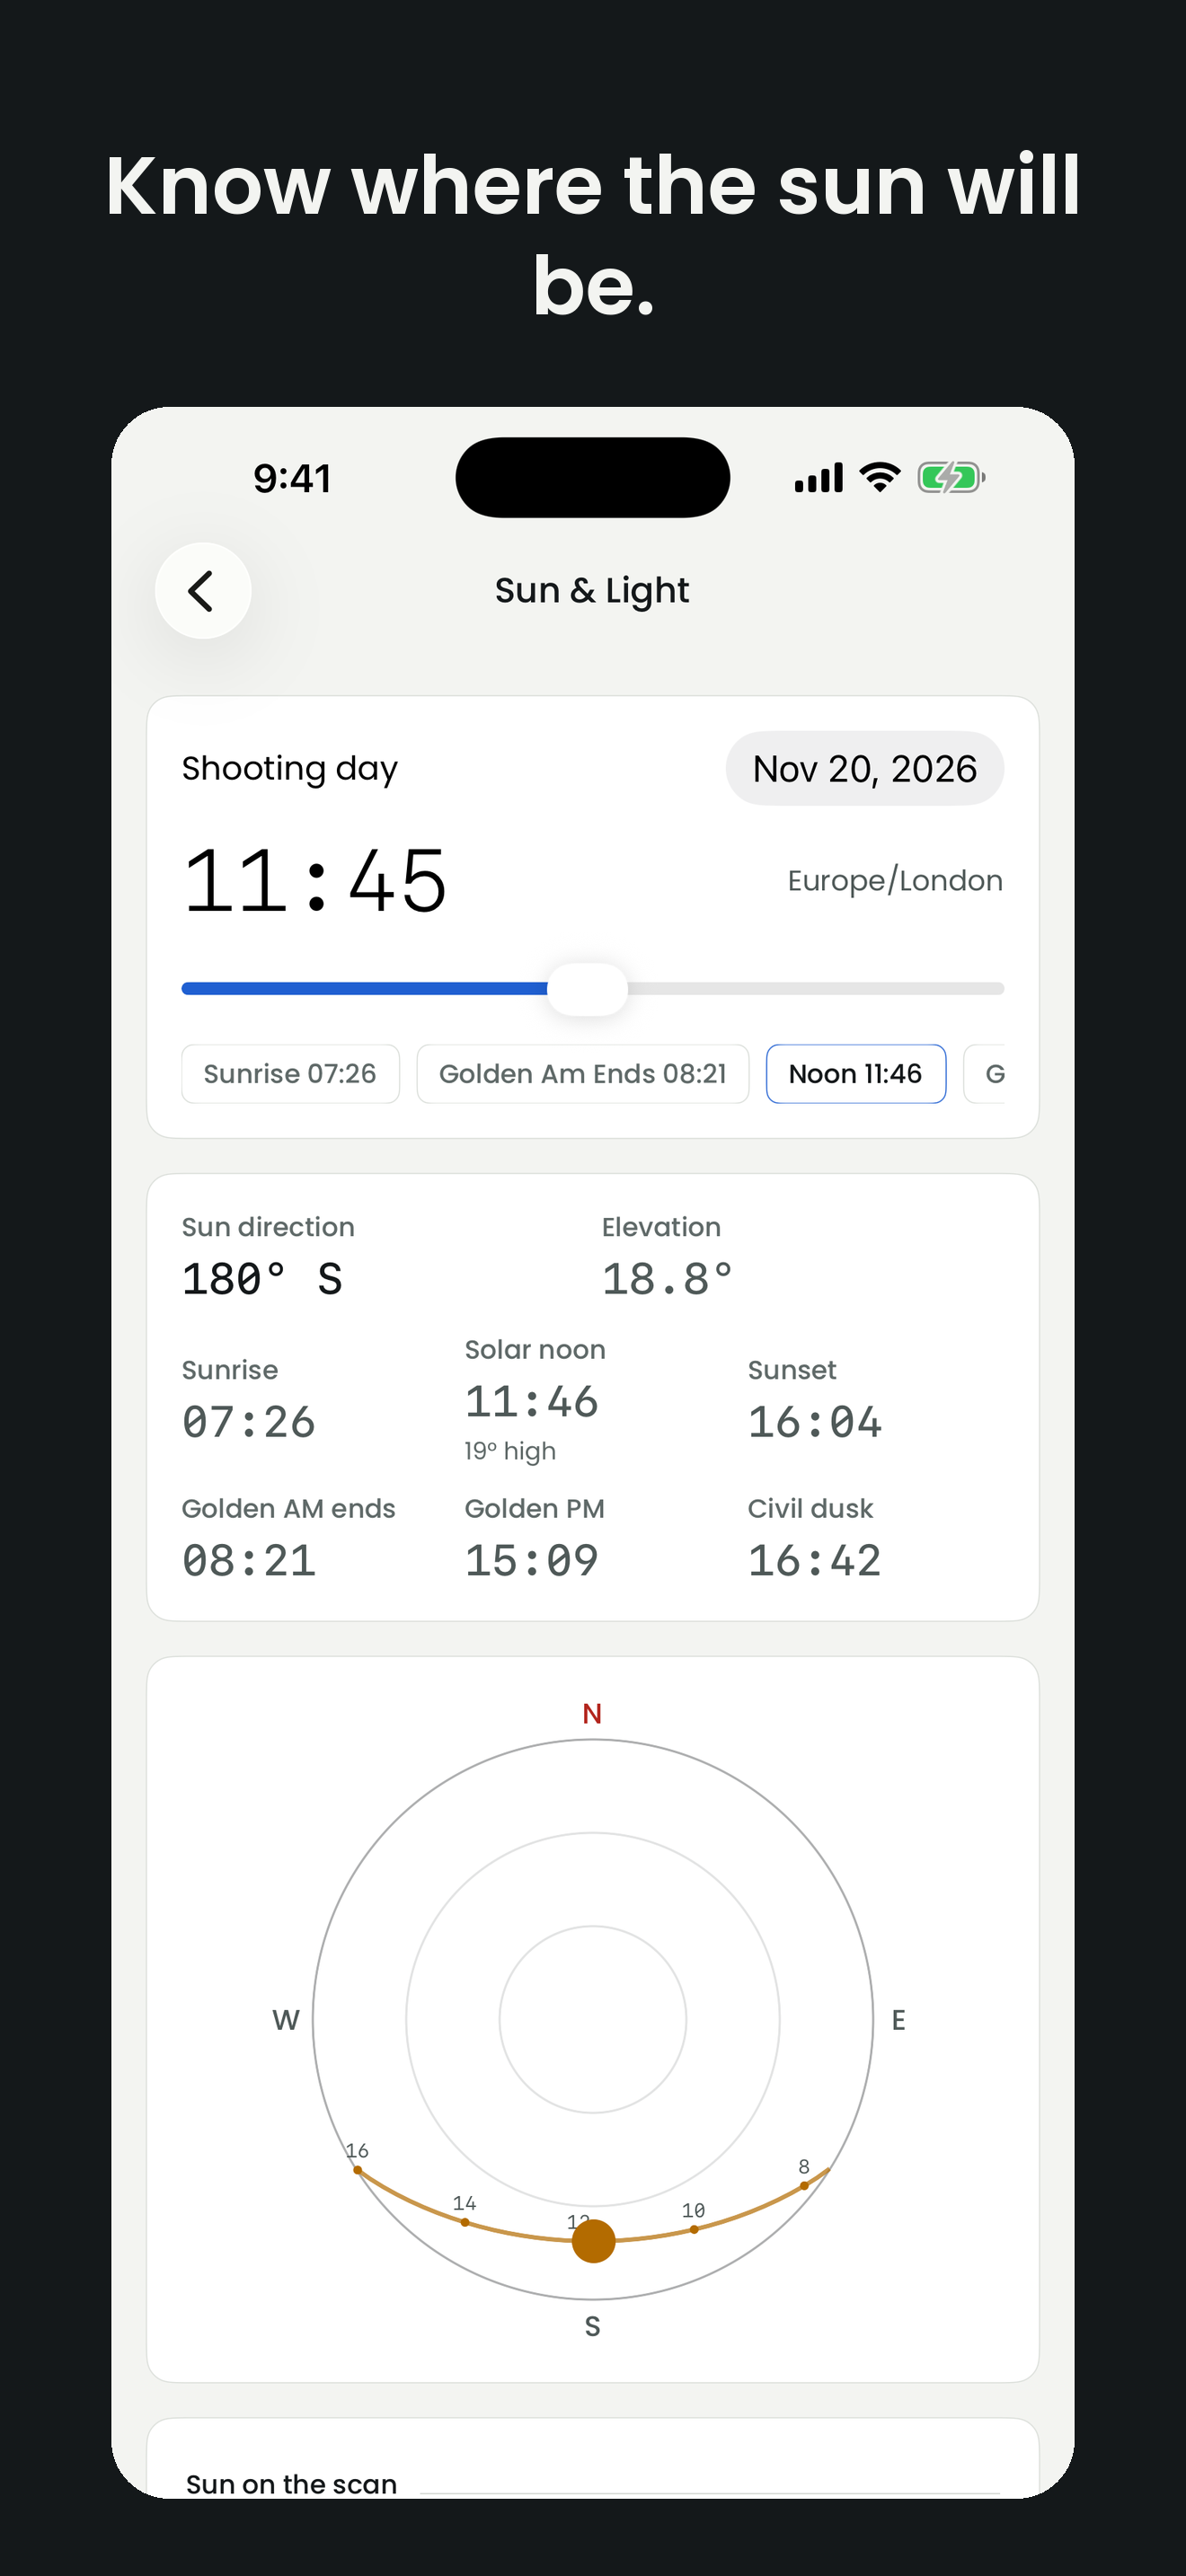 Know where the sun will
be.
9:41
Sun & Light
Shooting day
Nov 20, 2026
11:45
Europe/London
Sunrise 07:26
Golden Am Ends 08:21
Noon 11:46
G
Sun direction
Elevation
180° S
18.8°
Sunrise
Solar noon
Sunset
07:26
11:46
16:04
19° high
Golden AM ends
Golden PM
Civil dusk
08:21
15:09
16:42
N
W
E
16
8
14
10
S
Sun on the scan